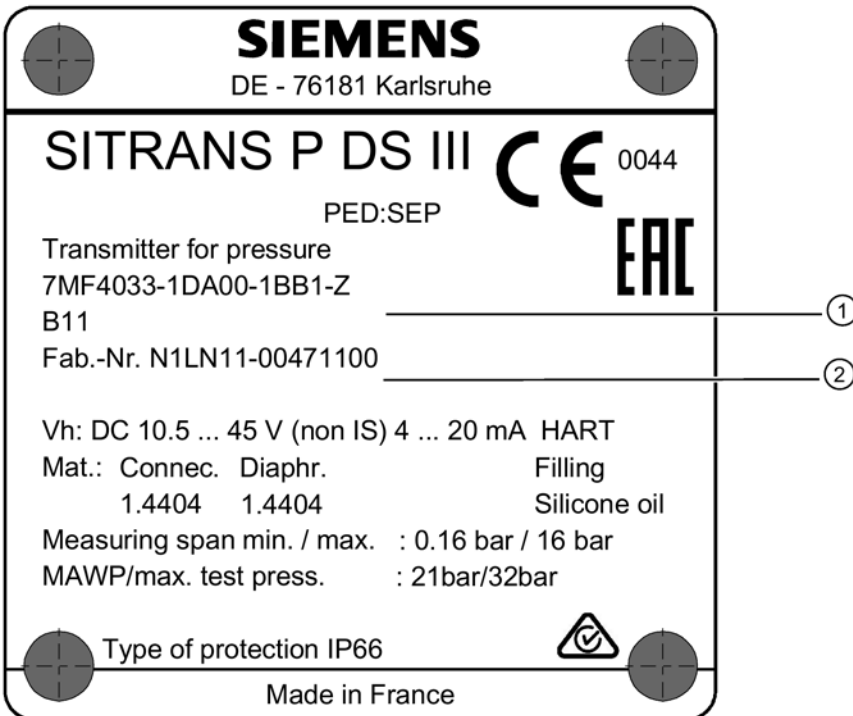 SIEMENS
DE - 76181 Karlsruhe
SITRANS P DS III CE 0044
PED:SEP
EAC
Transmitter for pressure
7MF4033-1DA00-1BB1-Z
B11
1
Fab.-Nr. N1LN11-00471100
2
Vh: DC 10.5 ... 45 V (non IS) 4 ... 20 mA HART
Mat.: Connec. Diaphr. Filling
1.4404 1.4404 Silicone oil
Measuring span min. / max. : 0.16 bar / 16 bar
MAWP/max. test press. : 21bar/32bar
Type of protection IP66
Made in France